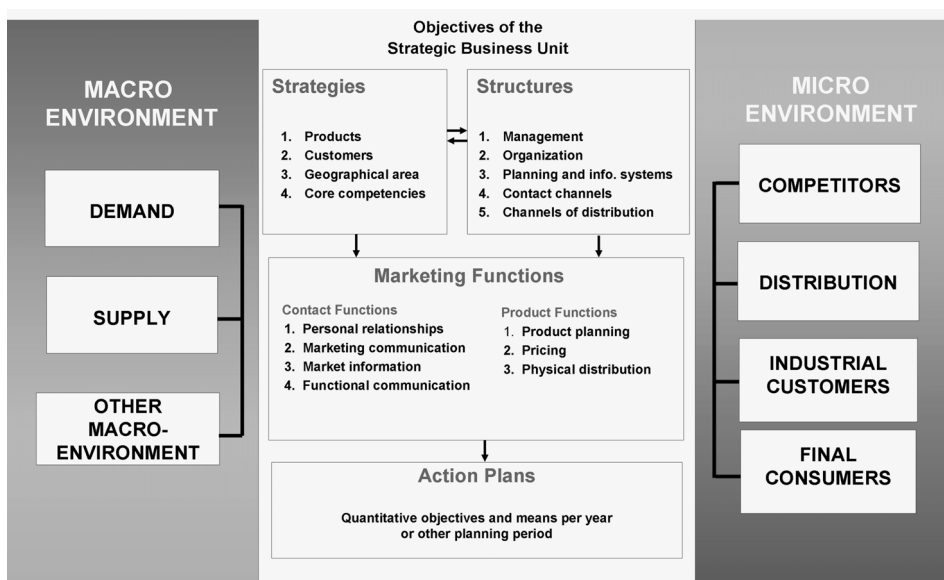 Objectives of the
Strategic Business Unit
MACRO
ENVIRONMENT
DEMAND
SUPPLY
OTHER
MACRO-
ENVIRONMENT
Strategies
1. Products
2. Customers
3. Geographical area
4. Core competencies
Structures
1. Management
2. Organization
3. Planning and info. systems
4. Contact channels
5. Channels of distribution
Marketing Functions
Contact Functions
1. Personal relationships
2. Marketing communication
3. Market information
4. Functional communication
Product Functions
1. Product planning
2. Pricing
3. Physical distribution
Action Plans
Quantitative objectives and means per year
or other planning period
MICRO
ENVIRONMENT
COMPETITORS
DISTRIBUTION
INDUSTRIAL
CUSTOMERS
FINAL
CONSUMERS